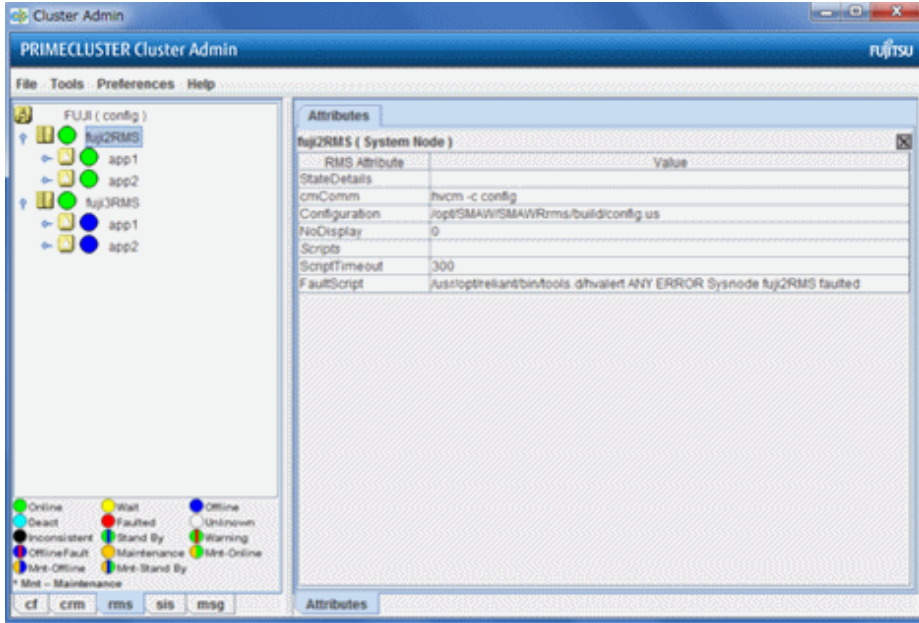 Cluster Admin
PRIMECLUSTER Cluster Admin
FUJITSU
File Tools Preferences Help
FUJI ( config )
fuji2RMS
app1
app2
fuji3RMS
app1
app2
Online Wait Offline
Deact Faulted Unknown
Inconsistent Stand By Warning
OfflineFault Maintenance Mnt-Online
Mnt-Offline Mnt-Stand By
* Mnt – Maintenance
cf crm rms sis msg
Attributes
fuji2RMS ( System Node )
RMS Attribute Value
StateDetails
cmComm hvcm -c config
Configuration /opt/SMAW/SMAWRrms/build/config.us
NoDisplay 0
Scripts
ScriptTimeout 300
FaultScript /usr/opt/reliant/bin/tools.d/hvalert ANY ERROR Sysnode fuji2RMS faulted
Attributes